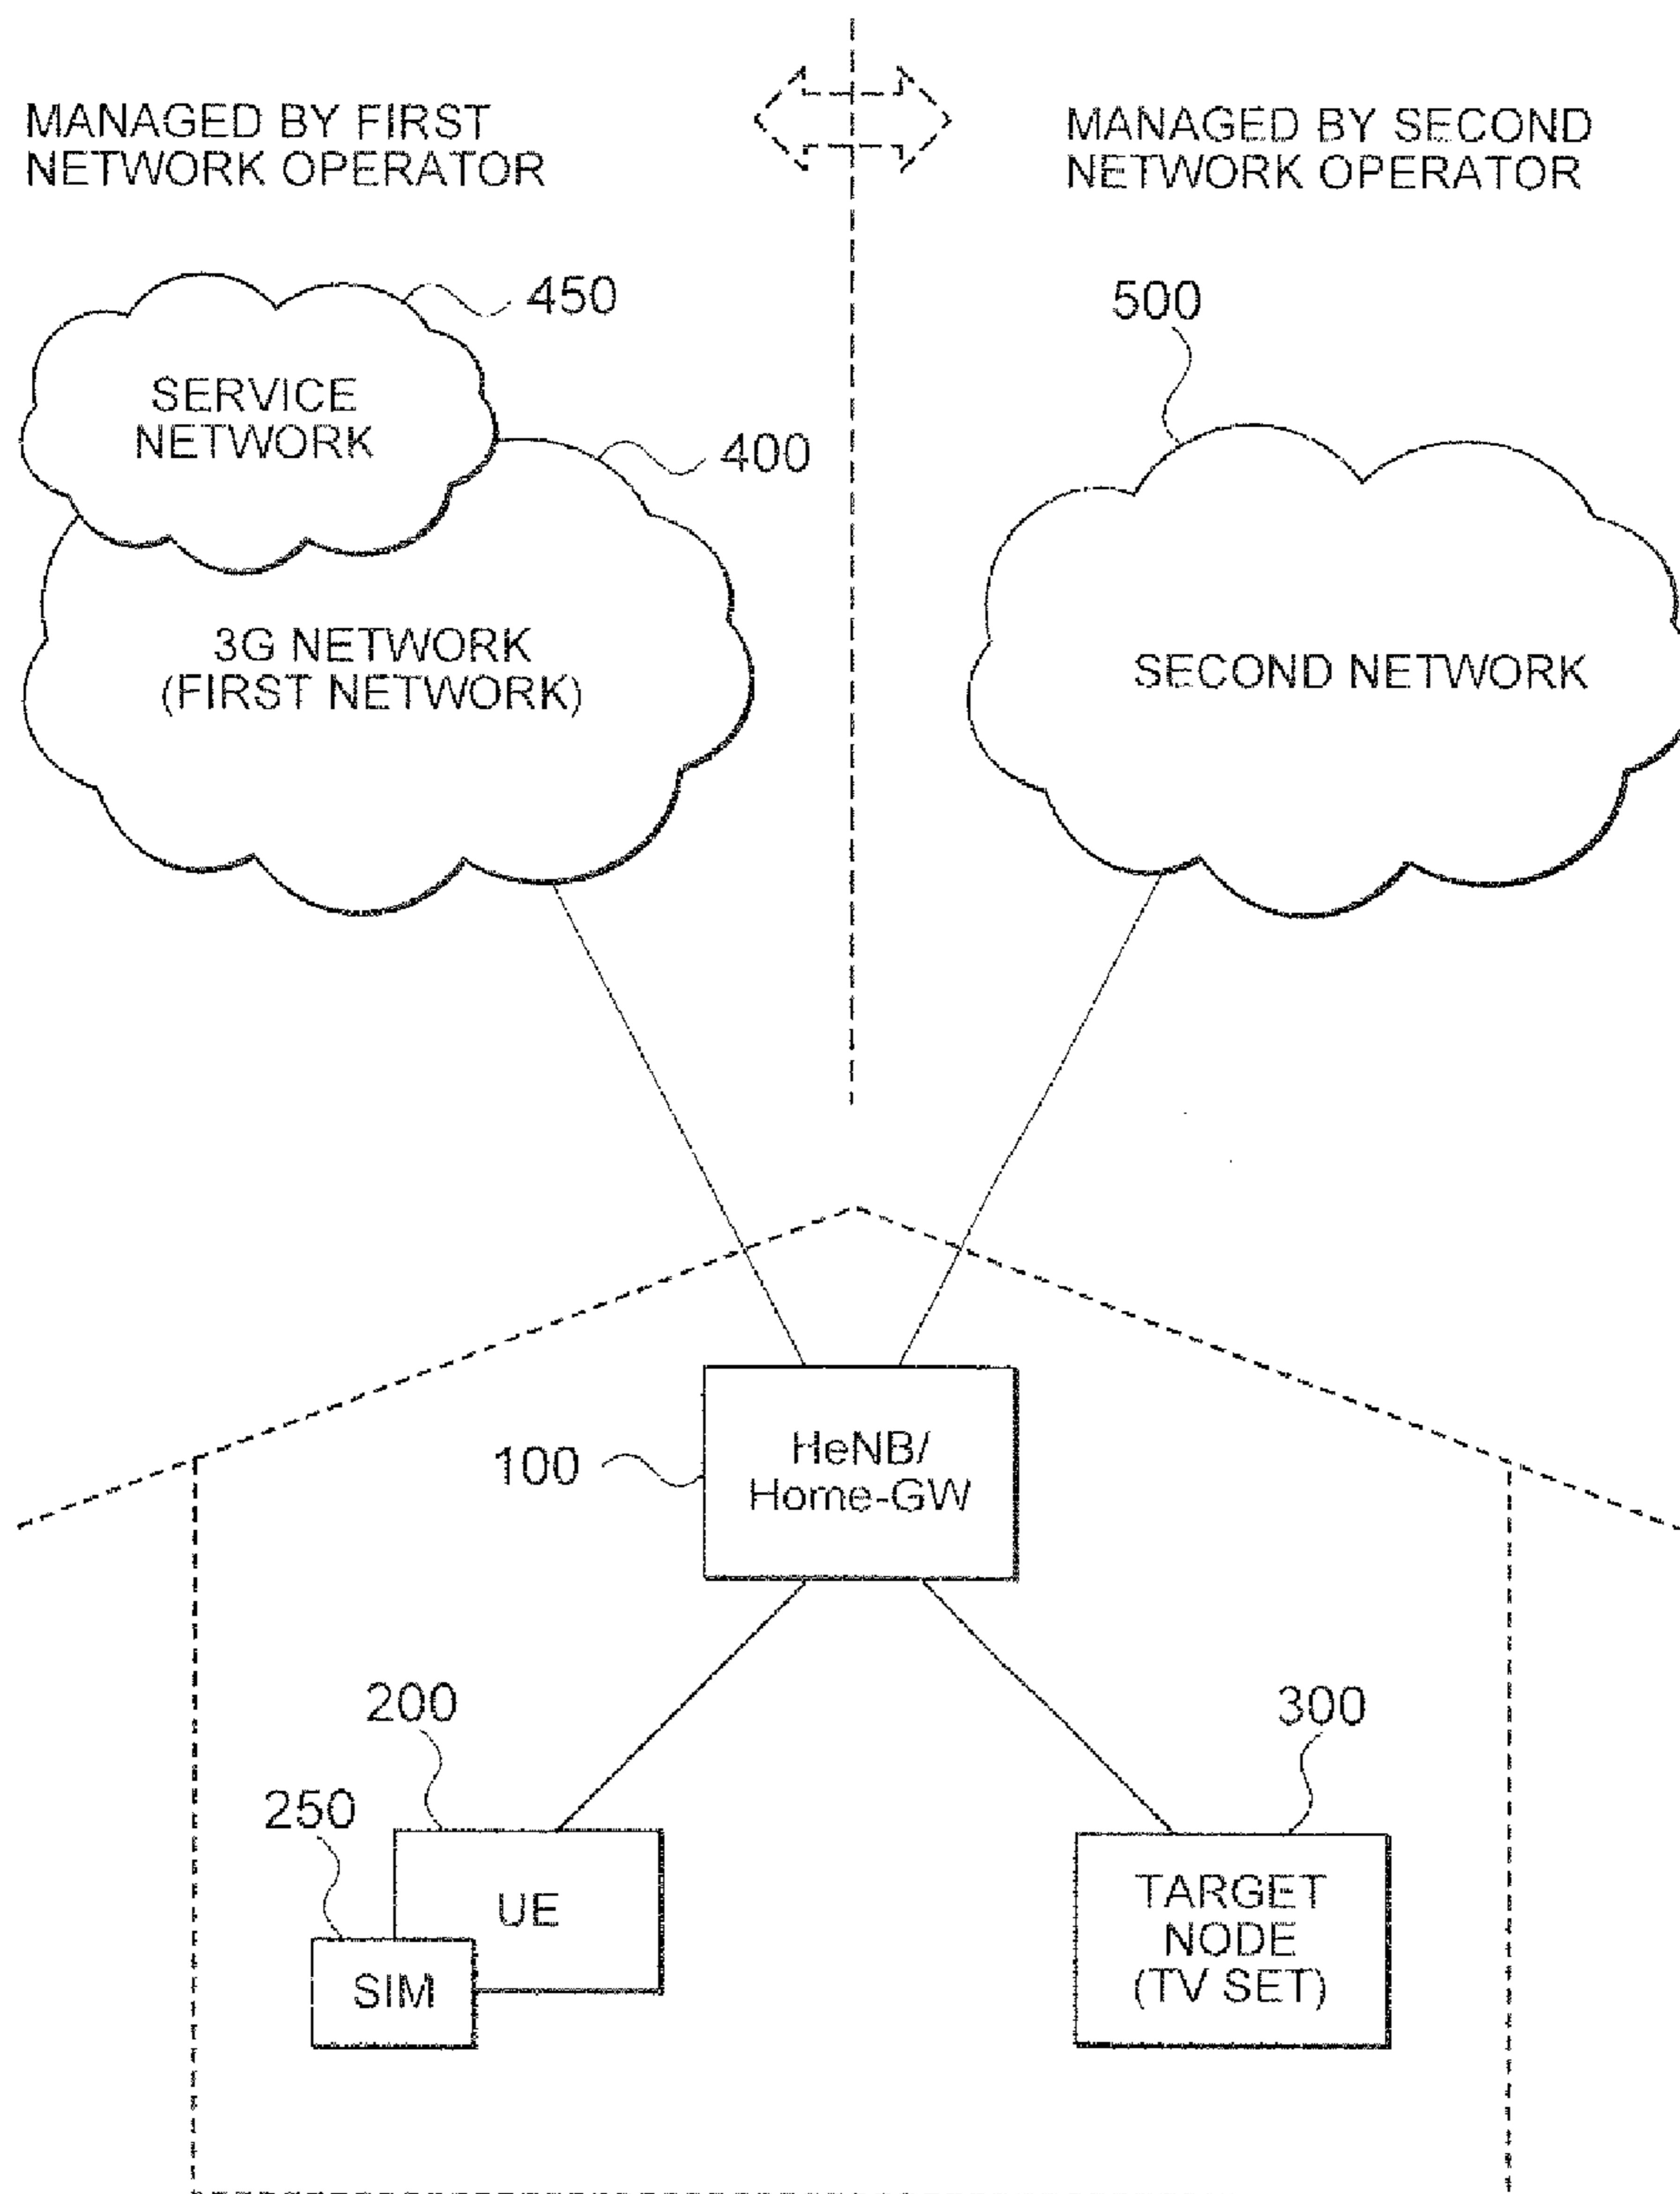 MANAGED BY FIRST
NETWORK OPERATOR
MANAGED BY SECOND
NETWORK OPERATOR
450
500
SERVICE
NETWORK
400
3G NETWORK
(FIRST NETWORK)
SECOND NETWORK
100
HeNB/
Home-GW
200
300
250
UE
SIM
TARGET
NODE
(TV SET)